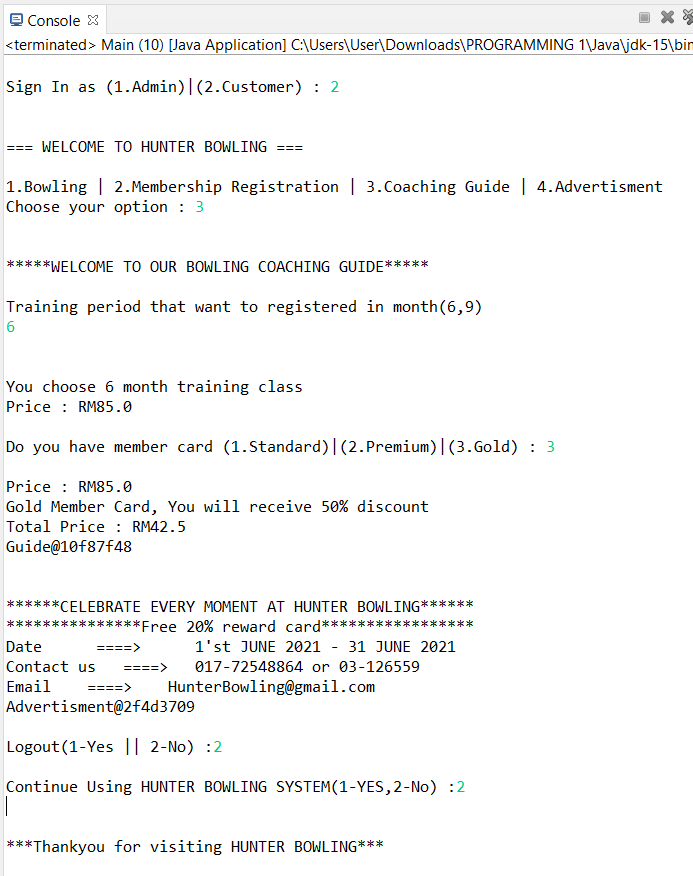 Console
<terminated> Main (10) [Java Application] C:\Users\User\Downloads\PROGRAMMING 1\Java\jdk-15\bin
Sign In as (1.Admin)|(2.Customer) : 2
=== WELCOME TO HUNTER BOWLING ===
1.Bowling | 2.Membership Registration | 3.Coaching Guide | 4.Advertisment
Choose your option : 3
*****WELCOME TO OUR BOWLING COACHING GUIDE*****
Training period that want to registered in month(6,9)
6
You choose 6 month training class
Price : RM85.0
Do you have member card (1.Standard)|(2.Premium)|(3.Gold) : 3
Price : RM85.0
Gold Member Card, You will receive 50% discount
Total Price : RM42.5
Guide@10f87f48
******CELEBRATE EVERY MOMENT AT HUNTER BOWLING******
***************Free 20% reward card*****************
Date      ====>      1'st JUNE 2021 - 31 JUNE 2021
Contact us   ====>   017-72548864 or 03-126559
Email    ====>    HunterBowling@gmail.com
Advertisment@2f4d3709
Logout(1-Yes || 2-No) :2
Continue Using HUNTER BOWLING SYSTEM(1-YES,2-No) :2
***Thankyou for visiting HUNTER BOWLING***